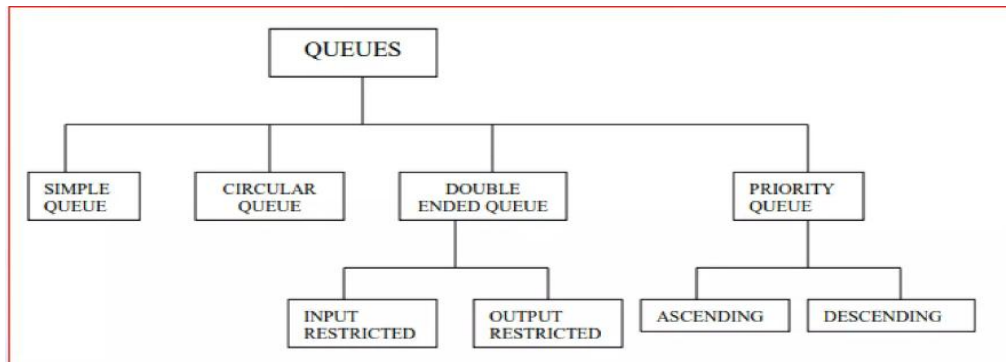 QUEUES
SIMPLE
QUEUE
CIRCULAR
QUEUE
DOUBLE
ENDED QUEUE
PRIORITY
QUEUE
INPUT
RESTRICTED
OUTPUT
RESTRICTED
ASCENDING
DESCENDING